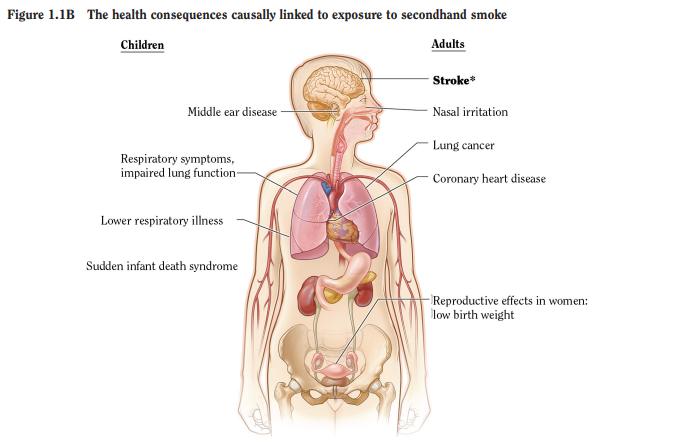 Figure 1.1B The health consequences causally linked to exposure to secondhand smoke
Children
Adults
Stroke*
Middle ear disease
Nasal irritation
Lung cancer
Respiratory symptoms,
impaired lung function
Coronary heart disease
Lower respiratory illness
Sudden infant death syndrome
Reproductive effects in women:
low birth weight